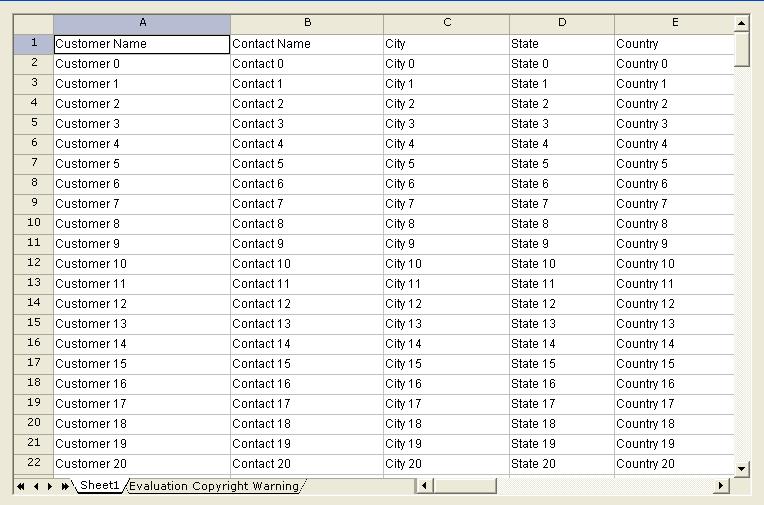 A B C D E
1 Customer Name Contact Name City State Country
2 Customer 0 Contact 0 City 0 State 0 Country 0
3 Customer 1 Contact 1 City 1 State 1 Country 1
4 Customer 2 Contact 2 City 2 State 2 Country 2
5 Customer 3 Contact 3 City 3 State 3 Country 3
6 Customer 4 Contact 4 City 4 State 4 Country 4
7 Customer 5 Contact 5 City 5 State 5 Country 5
8 Customer 6 Contact 6 City 6 State 6 Country 6
9 Customer 7 Contact 7 City 7 State 7 Country 7
10 Customer 8 Contact 8 City 8 State 8 Country 8
11 Customer 9 Contact 9 City 9 State 9 Country 9
12 Customer 10 Contact 10 City 10 State 10 Country 10
13 Customer 11 Contact 11 City 11 State 11 Country 11
14 Customer 12 Contact 12 City 12 State 12 Country 12
15 Customer 13 Contact 13 City 13 State 13 Country 13
16 Customer 14 Contact 14 City 14 State 14 Country 14
17 Customer 15 Contact 15 City 15 State 15 Country 15
18 Customer 16 Contact 16 City 16 State 16 Country 16
19 Customer 17 Contact 17 City 17 State 17 Country 17
20 Customer 18 Contact 18 City 18 State 18 Country 18
21 Customer 19 Contact 19 City 19 State 19 Country 19
22 Customer 20 Contact 20 City 20 State 20 Country 20
Sheet1 Evaluation Copyright Warning